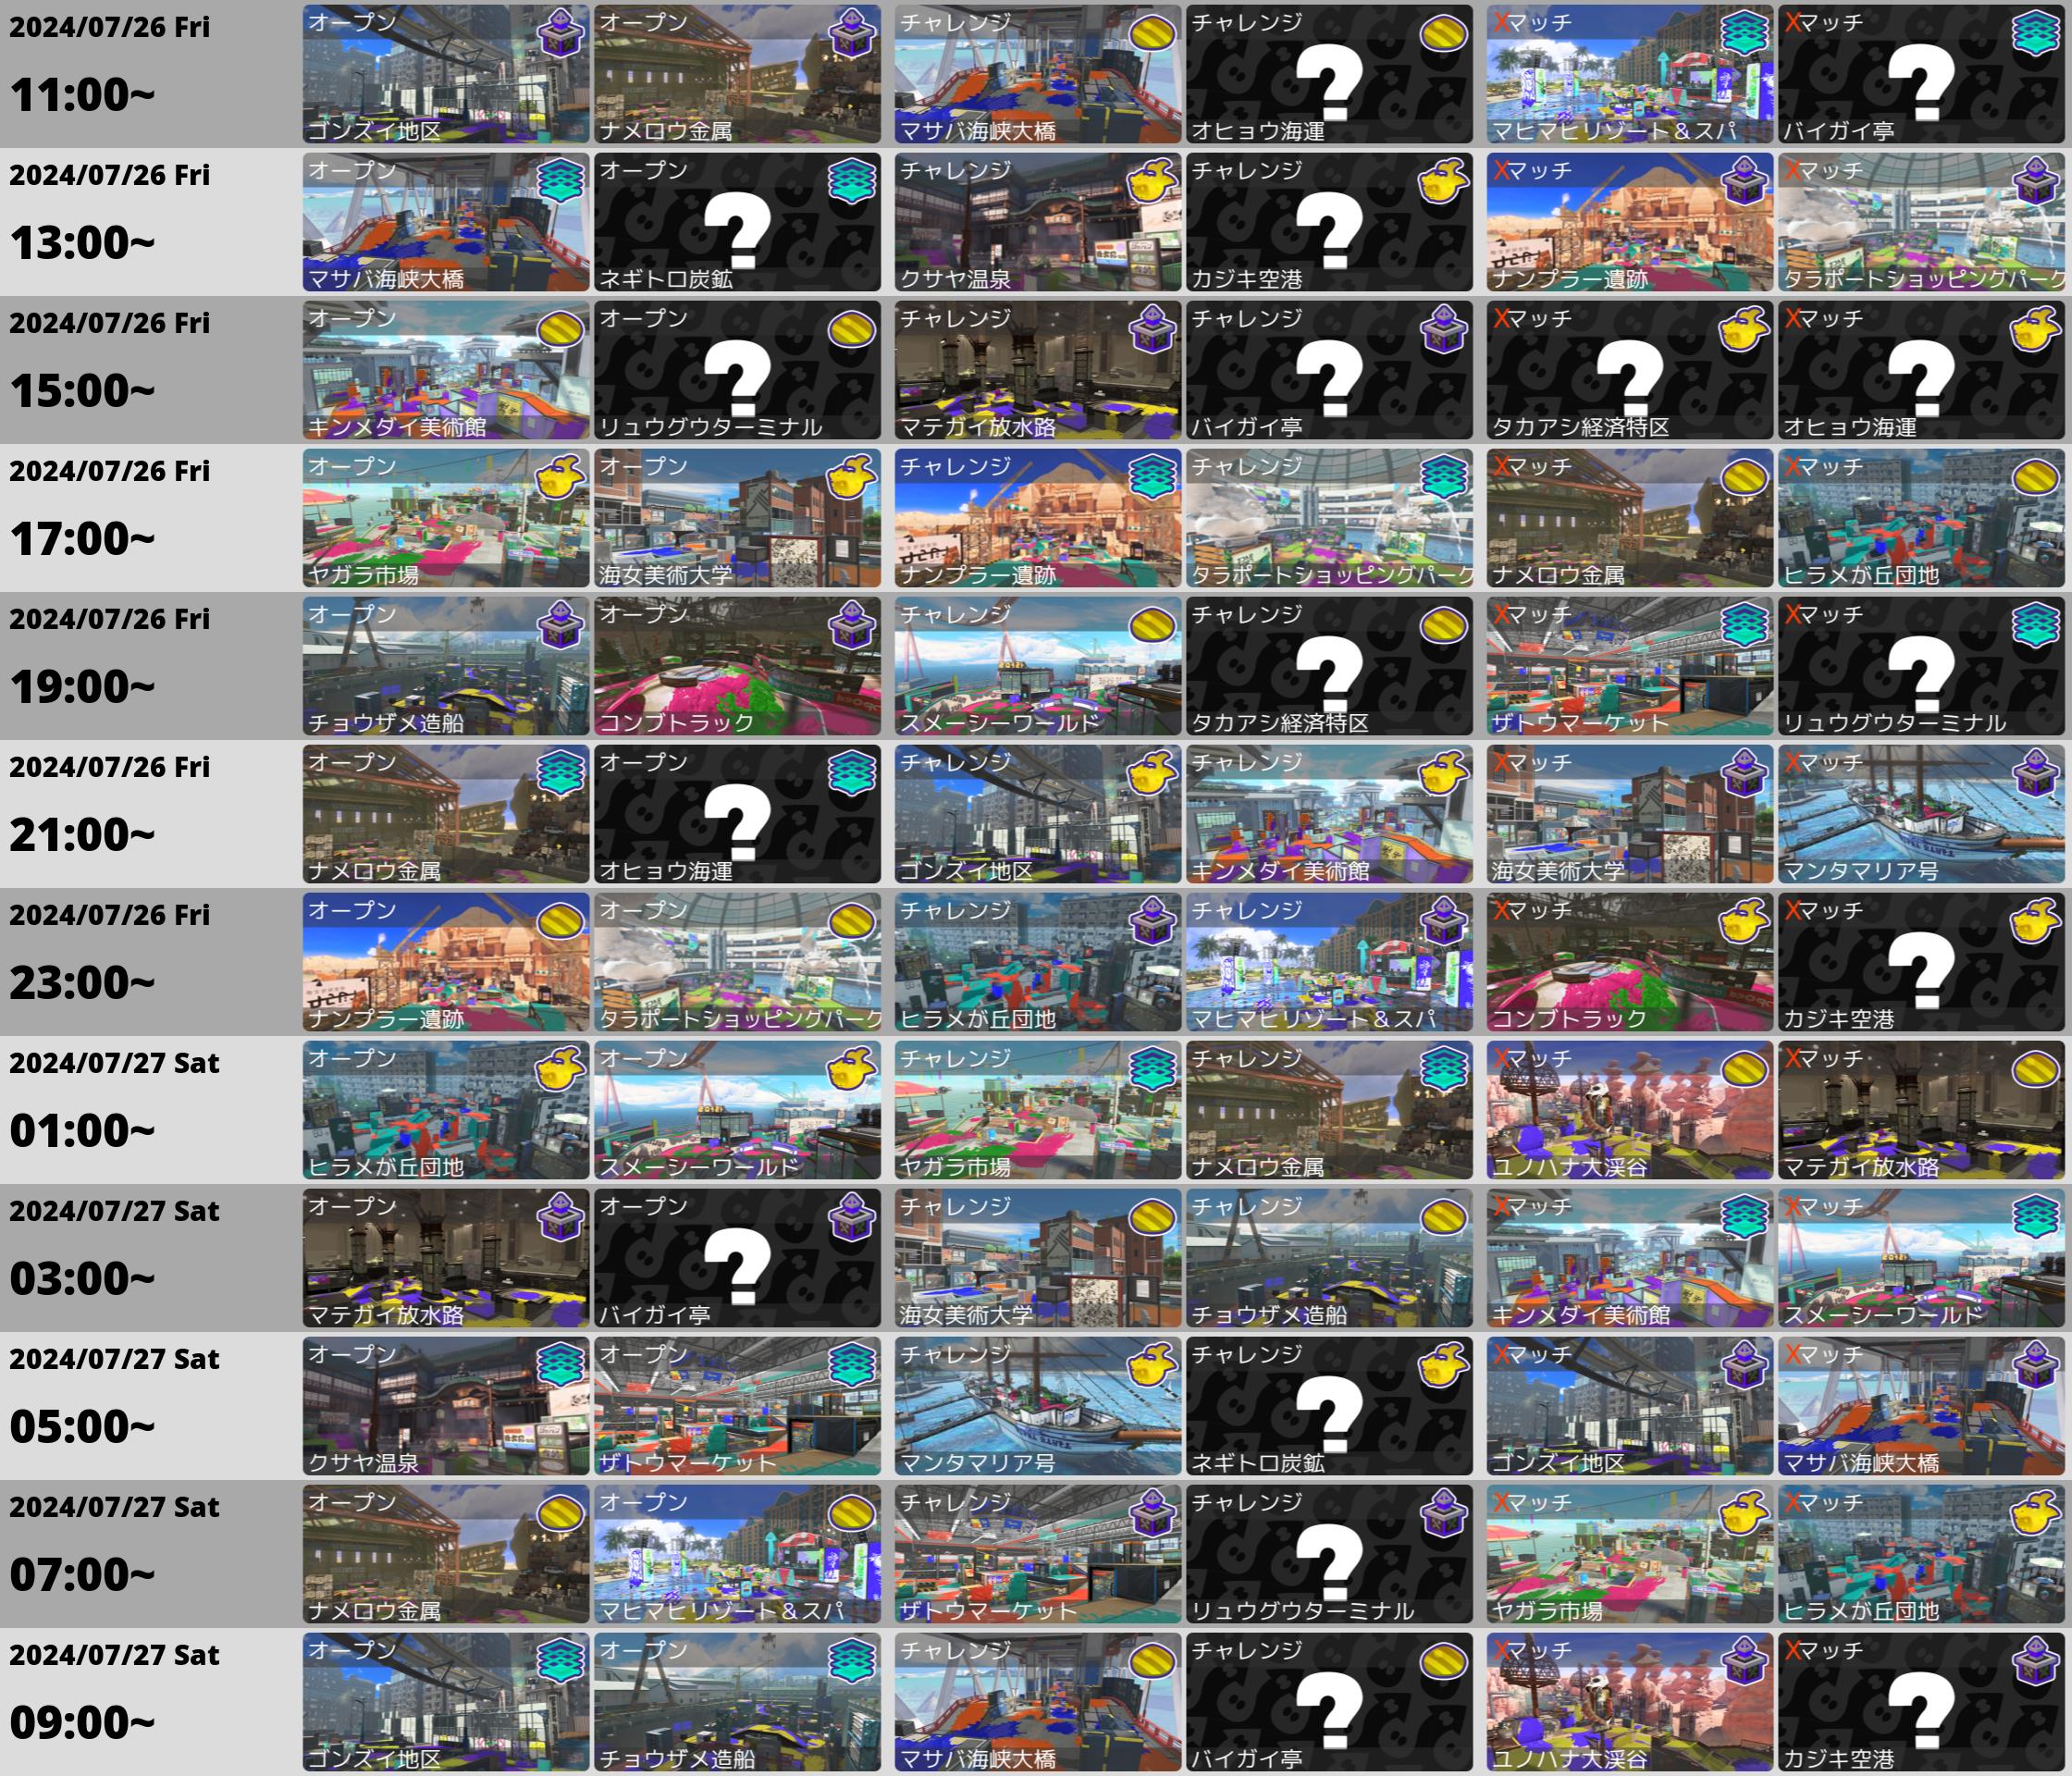 2024/07/26 Fri
11:00~
オープン
ゴンズイ地区
オープン
ナメロウ金属
チャレンジ
マサバ海峡大橋
チャレンジ
?
オヒョウ海運
Xマッチ
マヒマヒリゾート&スパ
Xマッチ
?
バイガイ亭
2024/07/26 Fri
13:00~
オープン
マサバ海峡大橋
オープン
?
ネギトロ炭鉱
チャレンジ
クサヤ温泉
チャレンジ
?
カジキ空港
Xマッチ
ナンプラー遺跡
Xマッチ
タラポートショッピングパーク
2024/07/26 Fri
15:00~
オープン
キンメダイ美術館
オープン
?
リュウグウターミナル
チャレンジ
マテガイ放水路
チャレンジ
?
バイガイ亭
Xマッチ
?
タカアシ経済特区
Xマッチ
?
オヒョウ海運
2024/07/26 Fri
17:00~
オープン
ヤガラ市場
オープン
海女美術大学
チャレンジ
ナンプラー遺跡
チャレンジ
タラポートショッピングパーク
Xマッチ
ナメロウ金属
Xマッチ
ヒラメが丘団地
2024/07/26 Fri
19:00~
オープン
チョウザメ造船
オープン
コンブトラック
チャレンジ
スメーシーワールド
チャレンジ
?
タカアシ経済特区
Xマッチ
ザトウマーケット
Xマッチ
?
リュウグウターミナル
2024/07/26 Fri
21:00~
オープン
ナメロウ金属
オープン
?
オヒョウ海運
チャレンジ
ゴンズイ地区
チャレンジ
キンメダイ美術館
Xマッチ
海女美術大学
Xマッチ
マンタマリア号
2024/07/26 Fri
23:00~
オープン
ナンプラー遺跡
オープン
タラポートショッピングパーク
チャレンジ
ヒラメが丘団地
チャレンジ
マヒマヒリゾート&スパ
Xマッチ
コンブトラック
Xマッチ
?
カジキ空港
2024/07/27 Sat
01:00~
オープン
ヒラメが丘団地
オープン
スメーシーワールド
チャレンジ
ヤガラ市場
チャレンジ
ナメロウ金属
Xマッチ
ユノハナ大渓谷
Xマッチ
マテガイ放水路
2024/07/27 Sat
03:00~
オープン
マテガイ放水路
オープン
?
バイガイ亭
チャレンジ
海女美術大学
チャレンジ
チョウザメ造船
Xマッチ
キンメダイ美術館
Xマッチ
スメーシーワールド
2024/07/27 Sat
05:00~
オープン
クサヤ温泉
オープン
ザトウマーケット
チャレンジ
マンタマリア号
チャレンジ
?
ネギトロ炭鉱
Xマッチ
ゴンズイ地区
Xマッチ
マサバ海峡大橋
2024/07/27 Sat
07:00~
オープン
ナメロウ金属
オープン
マヒマヒリゾート&スパ
チャレンジ
ザトウマーケット
チャレンジ
?
リュウグウターミナル
Xマッチ
ヤガラ市場
Xマッチ
ヒラメが丘団地
2024/07/27 Sat
09:00~
オープン
ゴンズイ地区
オープン
チョウザメ造船
チャレンジ
マサバ海峡大橋
チャレンジ
?
バイガイ亭
Xマッチ
ユノハナ大渓谷
Xマッチ
?
カジキ空港